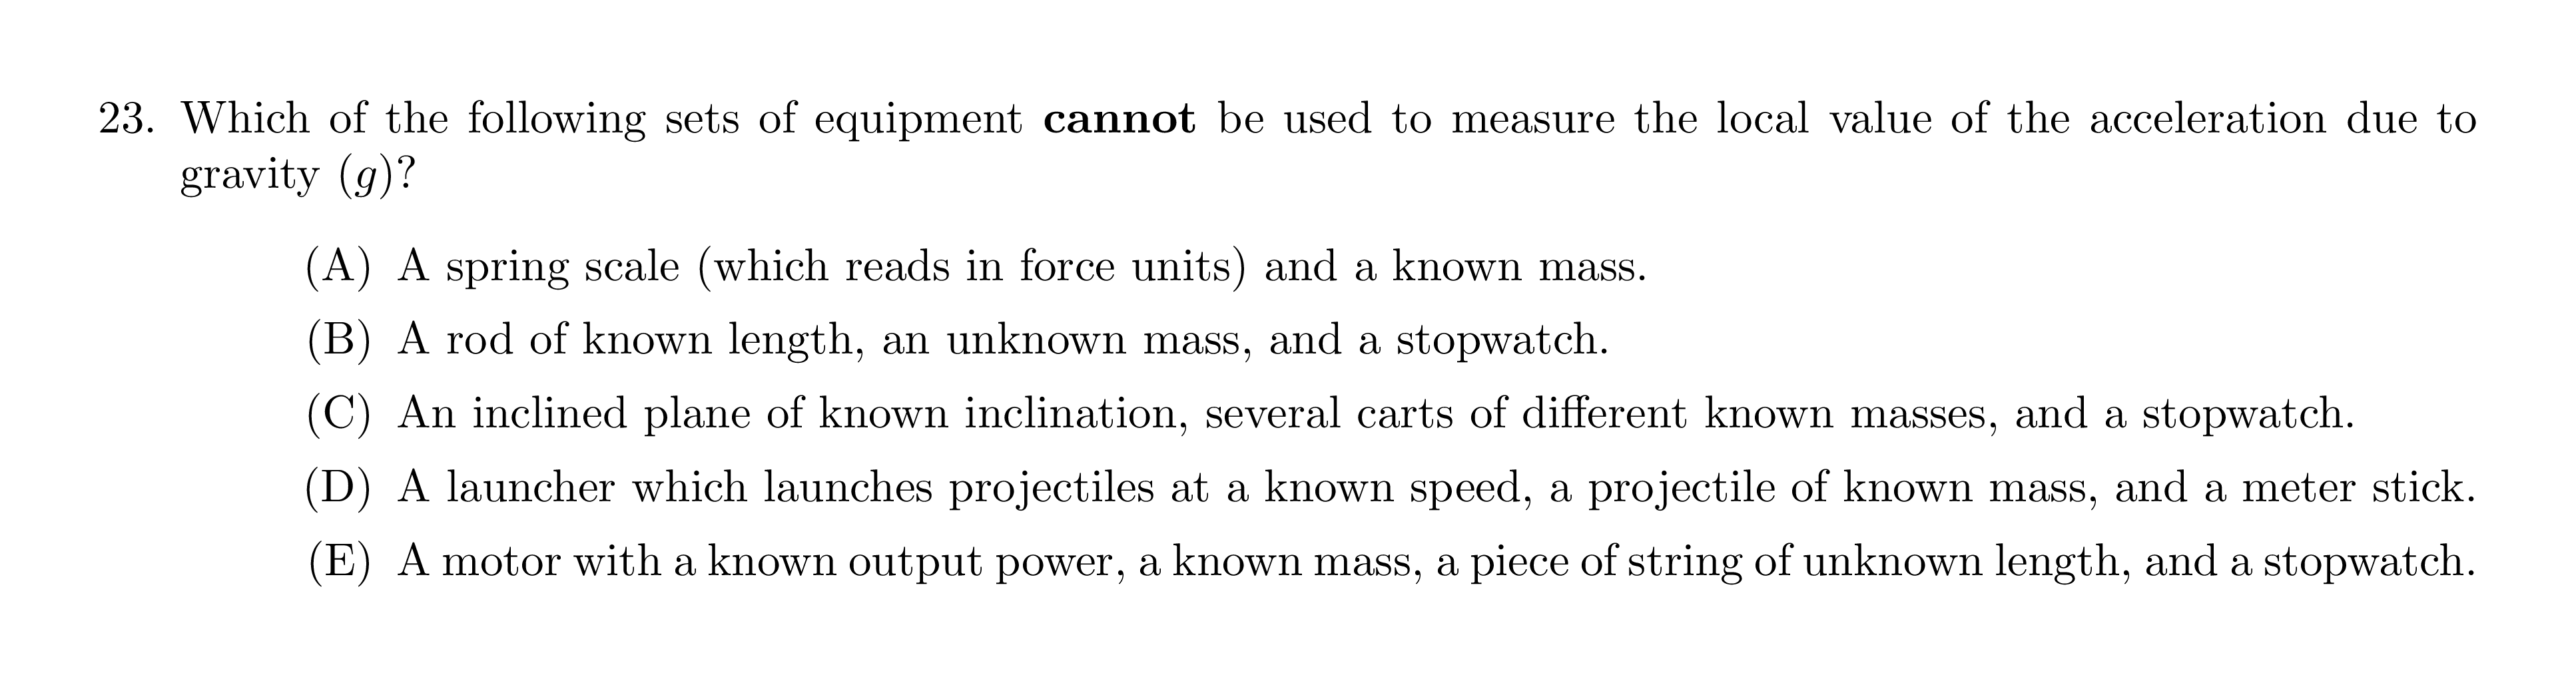 23. Which of the following sets of equipment cannot be used to measure the local value of the acceleration due to
gravity (g)?
(A) A spring scale (which reads in force units) and a known mass.
(B) A rod of known length, an unknown mass, and a stopwatch.
(C) An inclined plane of known inclination, several carts of different known masses, and a stopwatch.
(D) A launcher which launches projectiles at a known speed, a projectile of known mass, and a meter stick.
(E) A motor with a known output power, a known mass, a piece of string of unknown length, and a stopwatch.